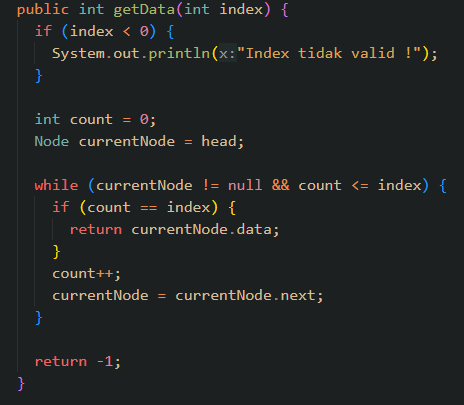 public int getData(int index) {
if (index < 0) {
System.out.println(x:"Index tidak valid !");
}
int count = 0;
Node currentNode = head;
while (currentNode != null && count <= index) {
if (count == index) {
return currentNode.data;
}
count++;
currentNode = currentNode.next;
}
return -1;
}